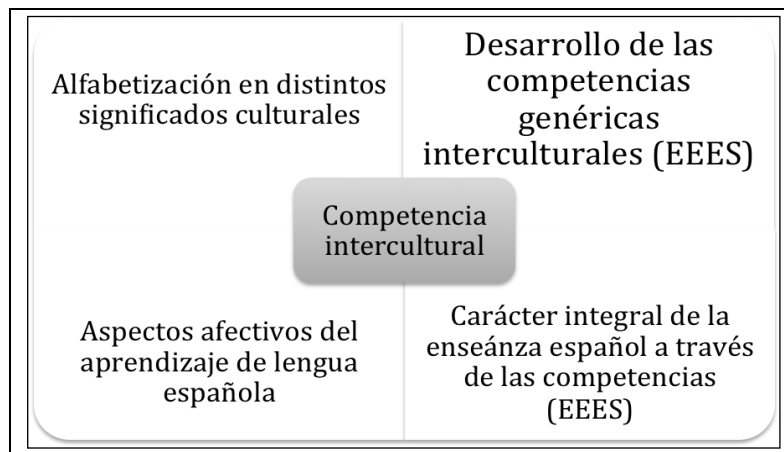 Alfabetización en distintos
significados culturales
Desarrollo de las
competencias
genéricas
interculturales (EEES)
Competencia
intercultural
Aspectos afectivos del
aprendizaje de lengua
española
Carácter integral de la
enseánza español a través
de las competencias
(EEES)